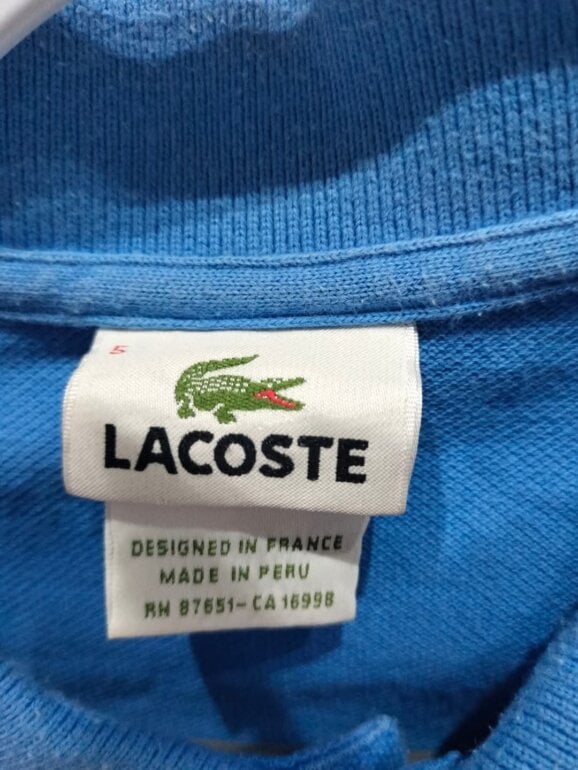 5
LACOSTE
DESIGNED IN FRANCE
MADE IN PERU
RN 87651-CA 16998